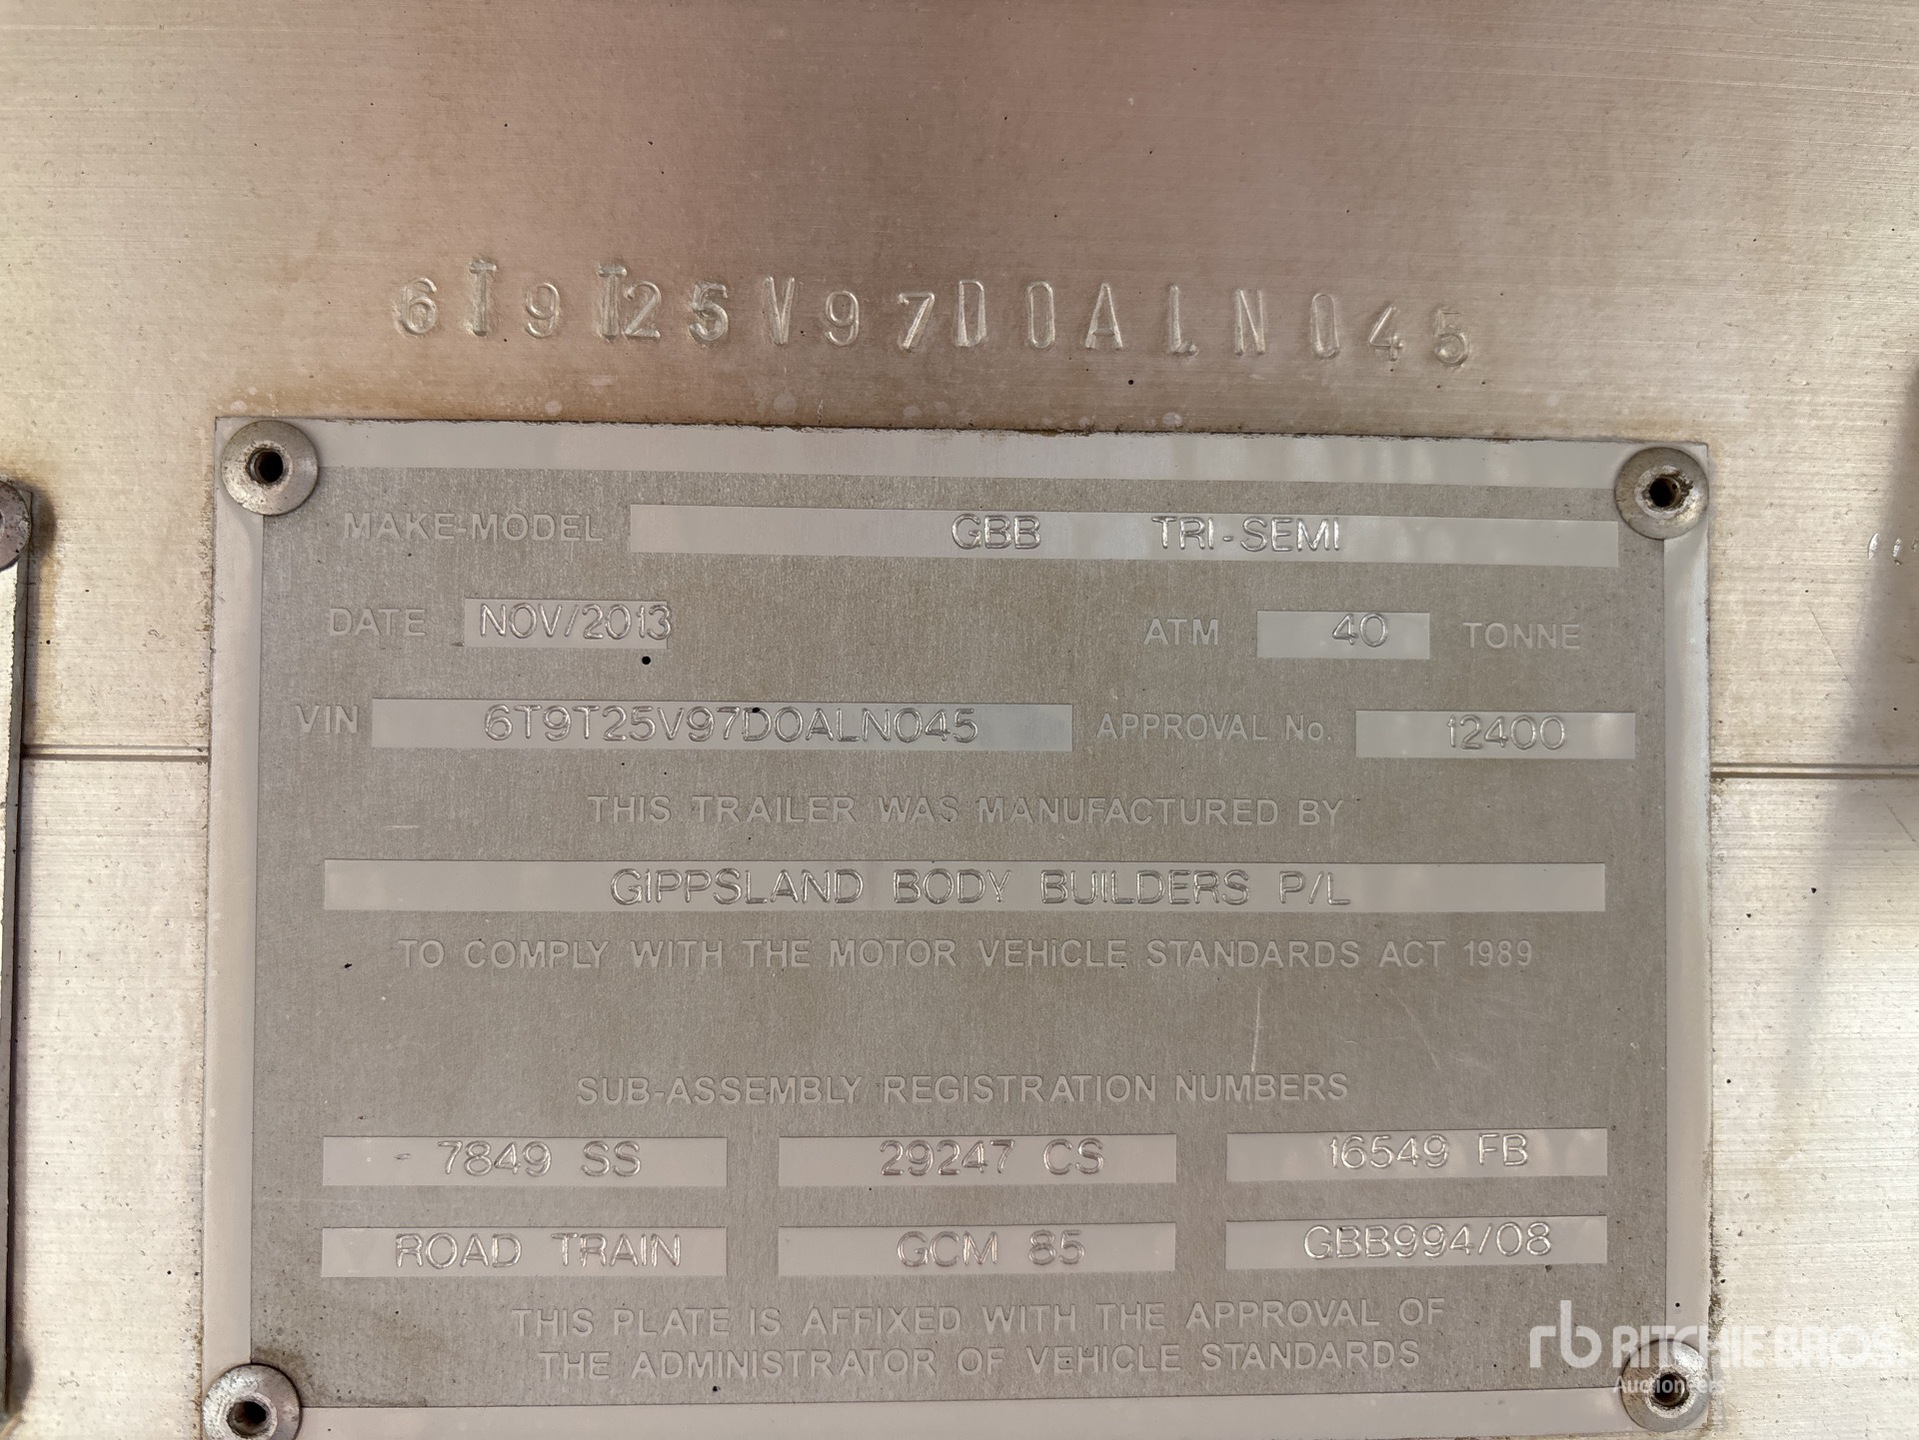 6T9T25V97D0ALN045
MAKE-MODEL GBB TRI-SEMI
DATE NOV/2013 ATM 40 TONNE
VIN 6T9T25V97D0ALN045 APPROVAL No. 12400
THIS TRAILER WAS MANUFACTURED BY
GIPPSLAND BODY BUILDERS P/L
TO COMPLY WITH THE MOTOR VEHICLE STANDARDS ACT 1989
SUB-ASSEMBLY REGISTRATION NUMBERS
- 7849 SS 29247 CS 16549 FB
ROAD TRAIN GCM 85 GBB994/08
THIS PLATE IS AFFIXED WITH THE APPROVAL OF
THE ADMINISTRATOR OF VEHICLE STANDARDS
rb RITCHIE BROS.
Auctioneers